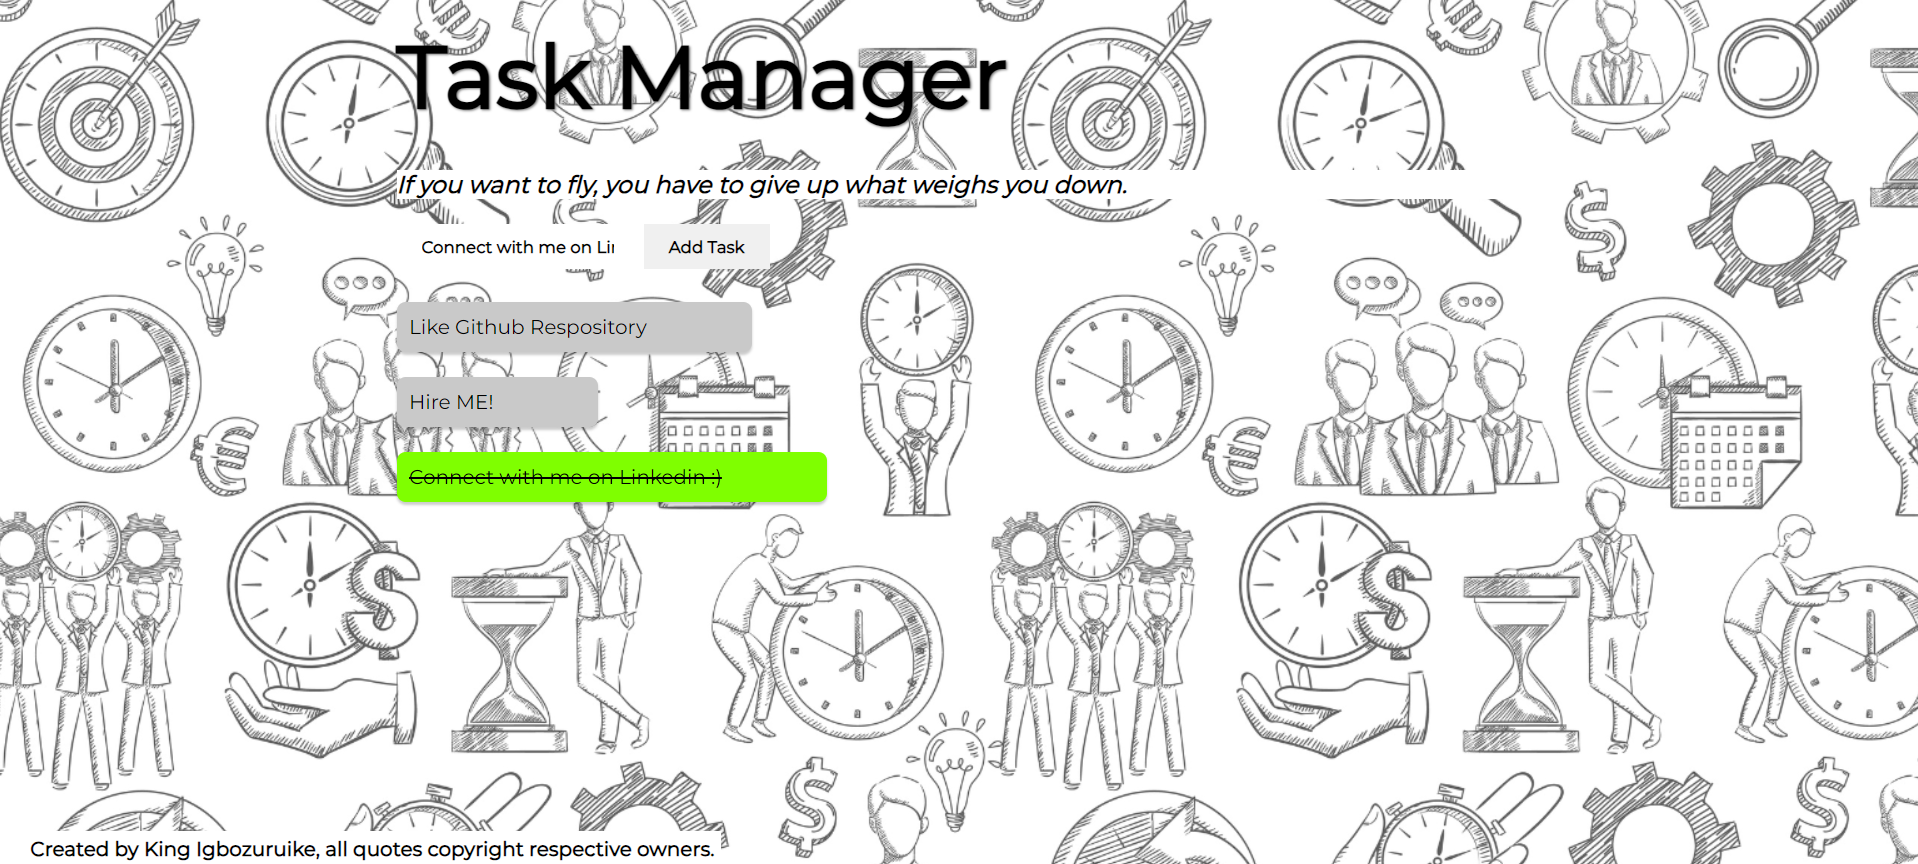 Task Manager
If you want to fly, you have to give up what weighs you down.
Connect with me on Li
Add Task
Like Github Respository
Hire ME!
Connect with me on Linkedin :)
Created by King Igbozuruike, all quotes copyright respective owners.